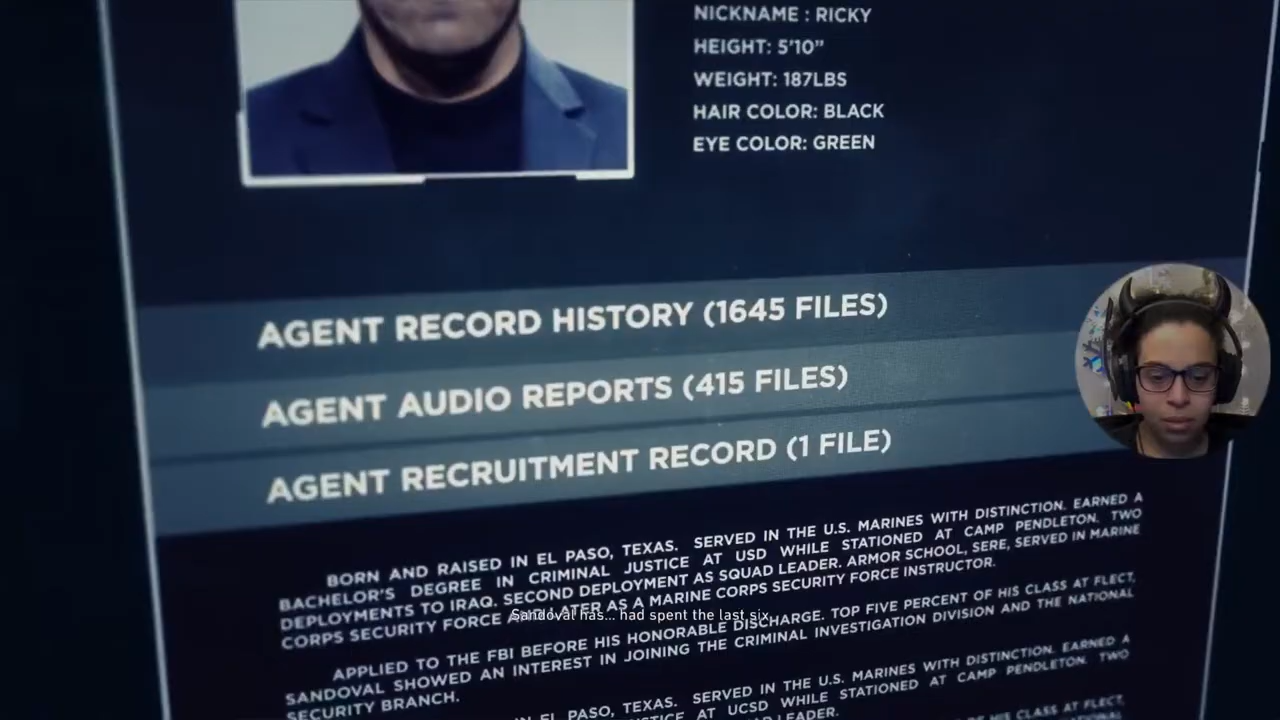 NICKNAME : RICKY
HEIGHT: 5'10”
WEIGHT: 187LBS
HAIR COLOR: BLACK
EYE COLOR: GREEN
AGENT RECORD HISTORY (1645 FILES)
AGENT AUDIO REPORTS (415 FILES)
AGENT RECRUITMENT RECORD (1 FILE)
BORN AND RAISED IN EL PASO, TEXAS. SERVED IN THE U.S. MARINES WITH DISTINCTION. EARNED A
BACHELOR'S DEGREE IN CRIMINAL JUSTICE AT USD WHILE STATIONED AT CAMP PENDLETON. TWO
DEPLOYMENTS TO IRAQ. SECOND DEPLOYMENT AS SQUAD LEADER. ARMOR SCHOOL, SERE, SERVED IN MARINE
CORPS SECURITY FORCE AS A MARINE CORPS SECURITY FORCE INSTRUCTOR.
Sandoval has... had spent the last six
APPLIED TO THE FBI BEFORE HIS HONORABLE DISCHARGE. TOP FIVE PERCENT OF HIS CLASS AT FLECT,
SANDOVAL SHOWED AN INTEREST IN JOINING THE CRIMINAL INVESTIGATION DIVISION AND THE NATIONAL
SECURITY BRANCH.
IN EL PASO, TEXAS. SERVED IN THE U.S. MARINES WITH DISTINCTION. EARNED A
AT UCSD WHILE STATIONED AT CAMP PENDLETON. TWO
LEADER.
HIS CLASS AT FLECT,